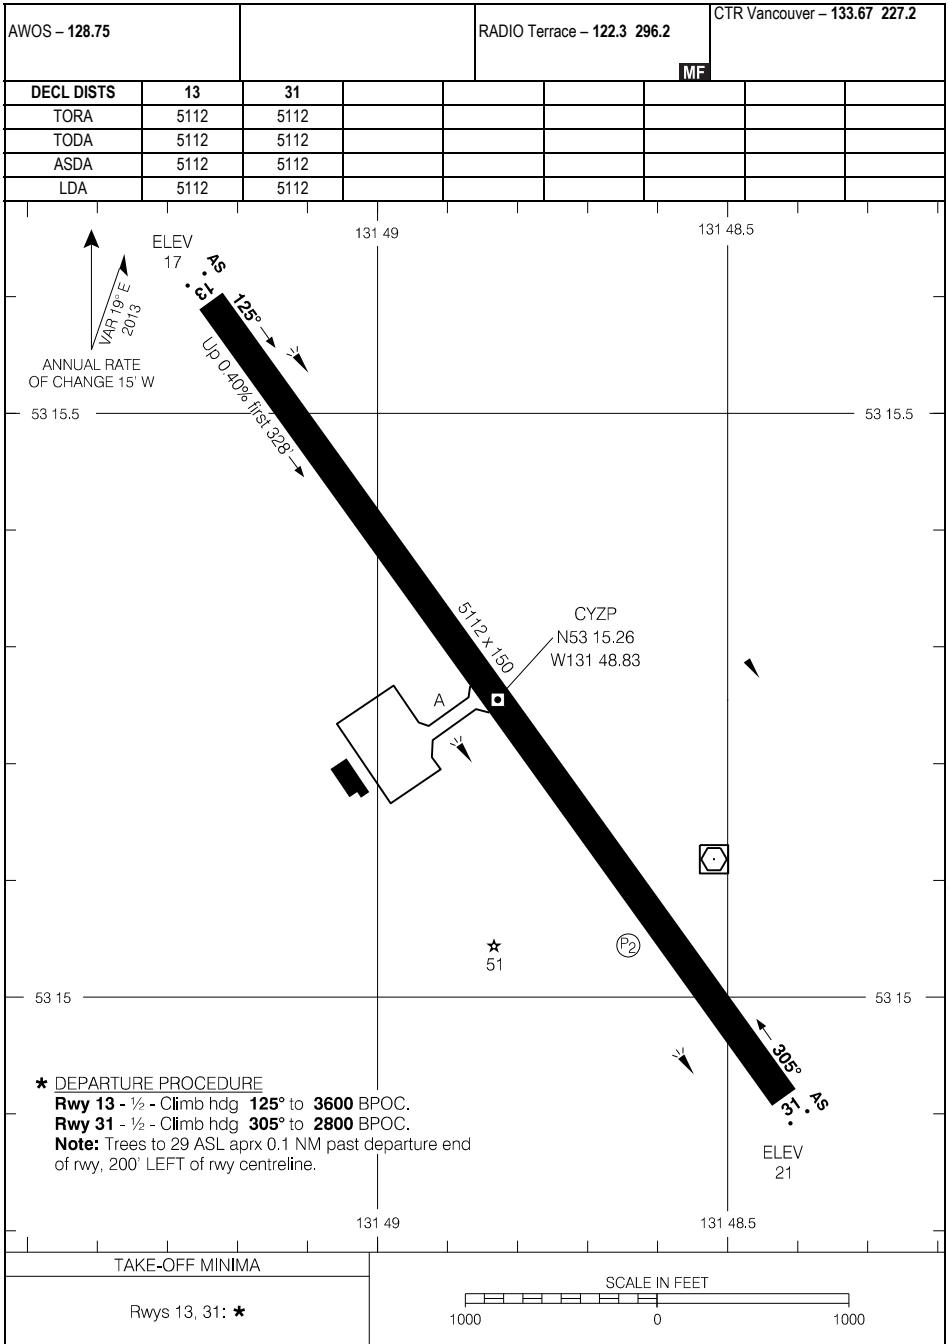 AWOS – 128.75
RADIO Terrace – 122.3 296.2
MF
CTR Vancouver – 133.67 227.2
DECL DISTS 13 31
TORA 5112 5112
TODA 5112 5112
ASDA 5112 5112
LDA 5112 5112
131 49
131 48.5
ELEV
17
AS
13
125°
VAR 19° E
2013
ANNUAL RATE
OF CHANGE 15' W
Up 0.40% first 328'
53 15.5
53 15.5
5112 x 150
CYZP
N53 15.26
W131 48.83
A
P2
51
53 15
53 15
305°
31
AS
ELEV
21
* DEPARTURE PROCEDURE
Rwy 13 - ½ - Climb hdg 125° to 3600 BPOC.
Rwy 31 - ½ - Climb hdg 305° to 2800 BPOC.
Note: Trees to 29 ASL aprx 0.1 NM past departure end
of rwy, 200' LEFT of rwy centreline.
131 49
131 48.5
TAKE-OFF MINIMA
Rwys 13, 31: *
SCALE IN FEET
1000 0 1000